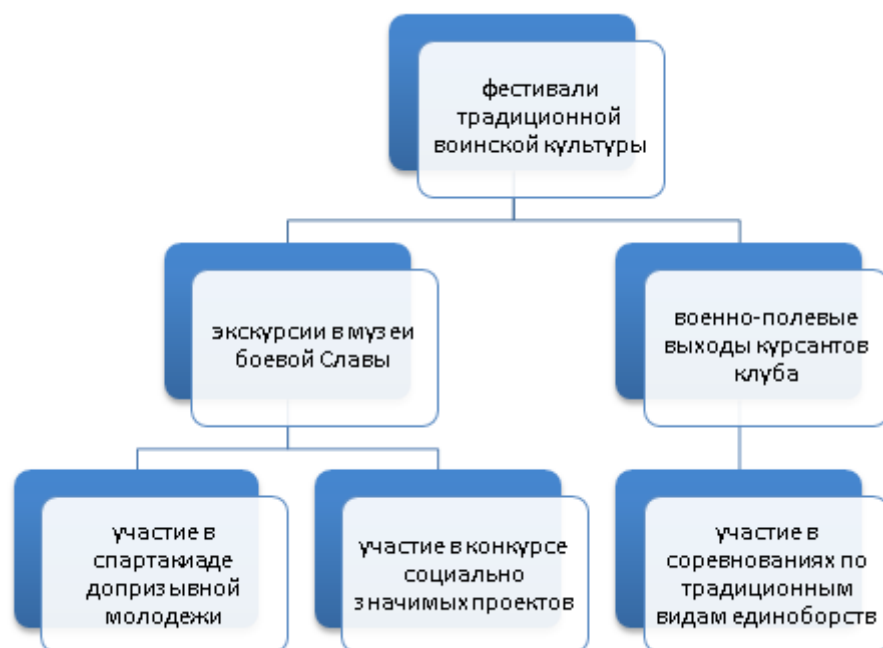 фестивали
традиционной
воинской культуры
экскурсии в музеи
боевой Славы
военно-полевые
выходы курсантов
клуба
участие в
спартакиаде
допризывной
молодежи
участие в конкурсе
социально
значимых проектов
участие в
соревнованиях по
традиционным
видам единоборств